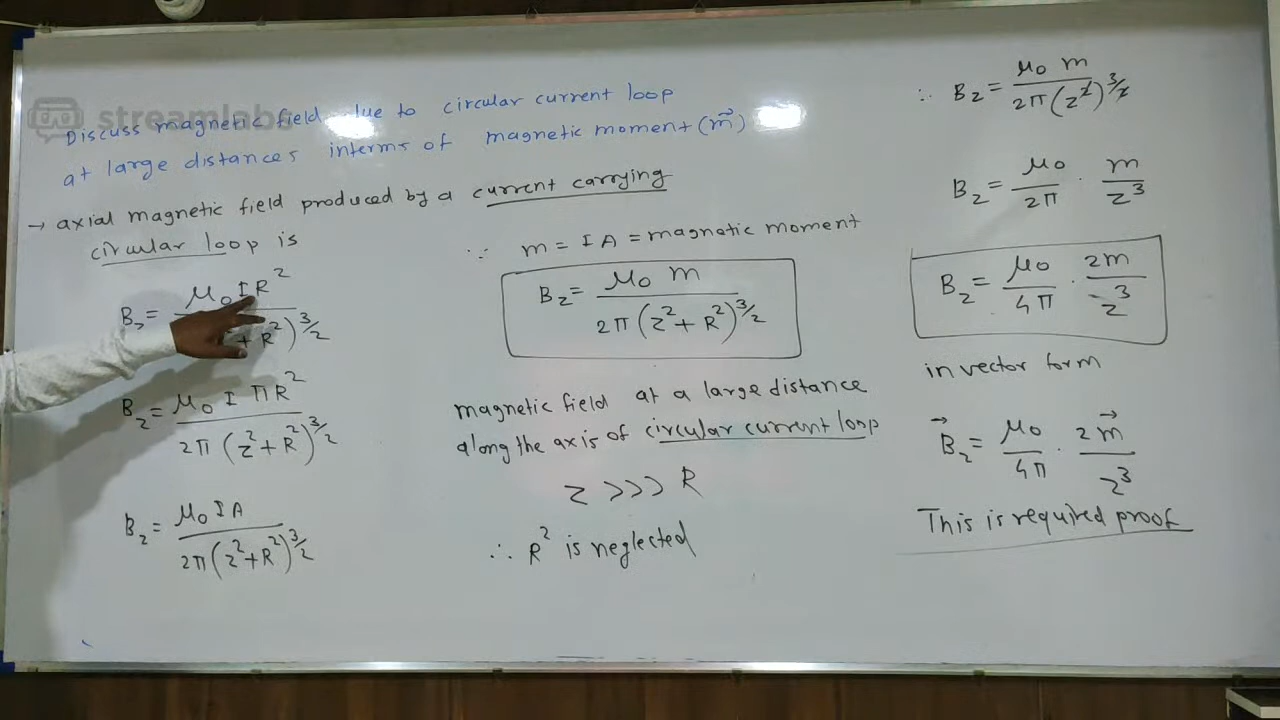 streamlabs
Discuss magnetic field due to circular current loop
at large distances interms of magnetic moment (m⃗)
→ axial magnetic field produced by a current carrying
circular loop is
B_z = μ₀ I R² / + R²)^3/2
B_z = μ₀ I π R² / 2π (z² + R²)^3/2
B_z = μ₀ I A / 2π (z² + R²)^3/2
∵ m = I A = magnetic moment
B_z = μ₀ m / 2π (z² + R²)^3/2
magnetic field at a large distance
along the axis of circular current loop
z >>> R
∴ R² is neglected
∴ B_z = μ₀ m / 2π (z²)^3/2
B_z = μ₀ / 2π · m / z³
B_z = μ₀ / 4π · 2m / z³
in vector form
B⃗_z = μ₀ / 4π · 2 m⃗ / z³
This is required proof